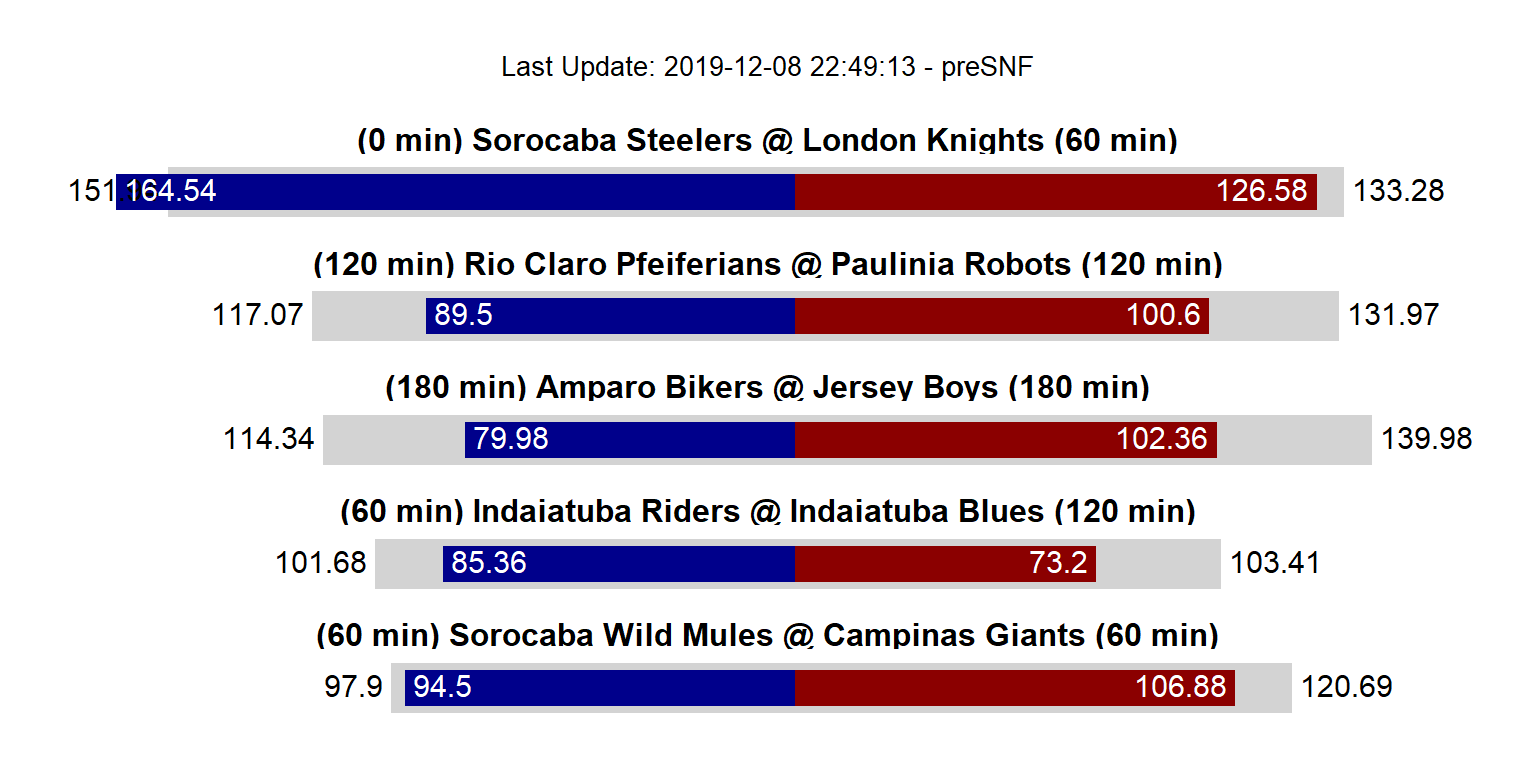 Last Update: 2019-12-08 22:49:13 - preSNF
(0 min) Sorocaba Steelers @ London Knights (60 min)
164.54 126.58 133.28
(120 min) Rio Claro Pfeiferians @ Paulinia Robots (120 min)
117.07 89.5 100.6 131.97
(180 min) Amparo Bikers @ Jersey Boys (180 min)
114.34 79.98 102.36 139.98
(60 min) Indaiatuba Riders @ Indaiatuba Blues (120 min)
101.68 85.36 73.2 103.41
(60 min) Sorocaba Wild Mules @ Campinas Giants (60 min)
97.9 94.5 106.88 120.69